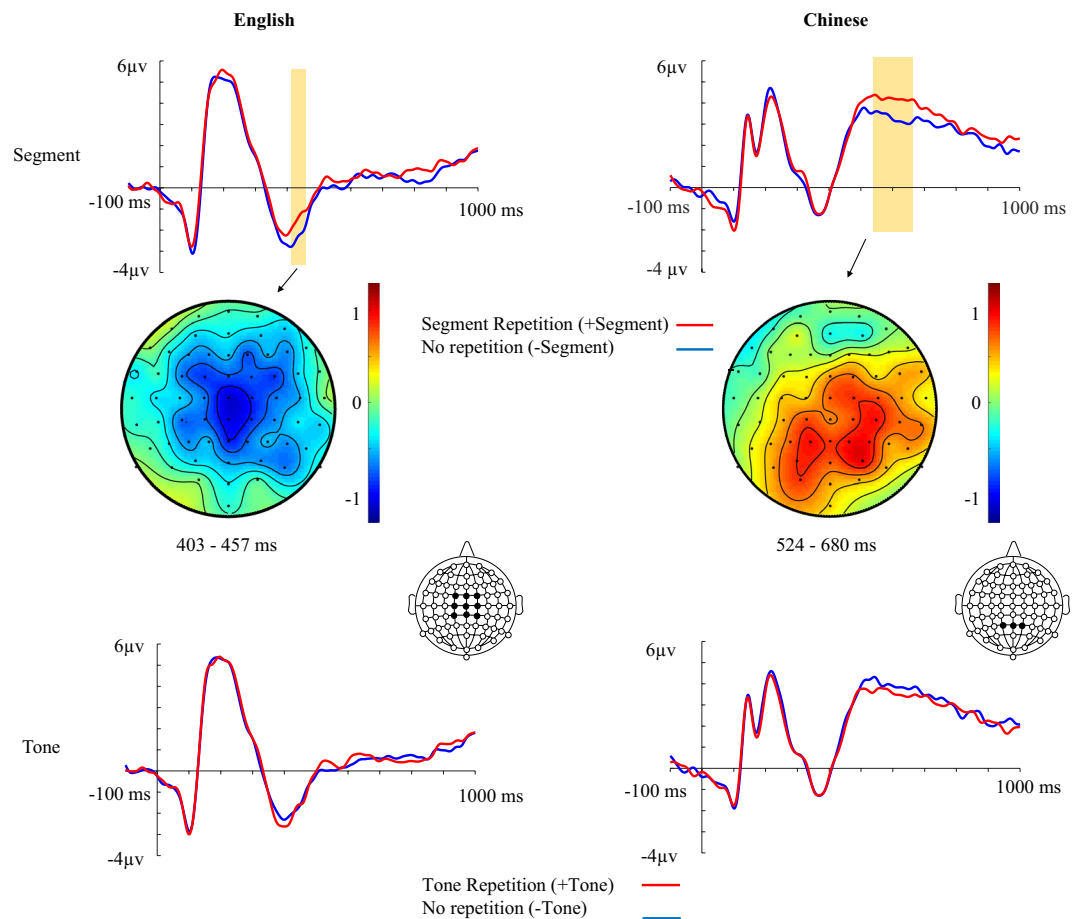 English
Chinese
6μv
6μv
Segment
-100 ms
1000 ms
-100 ms
1000 ms
-4μv
-4 μv
1
0
-1
Segment Repetition (+Segment)
No repetition (-Segment)
1
0
-1
403 - 457 ms
524 - 680 ms
6μv
6μv
Tone
-100 ms
1000 ms
-100 ms
1000 ms
-4μv
-4μv
Tone Repetition (+Tone)
No repetition (-Tone)